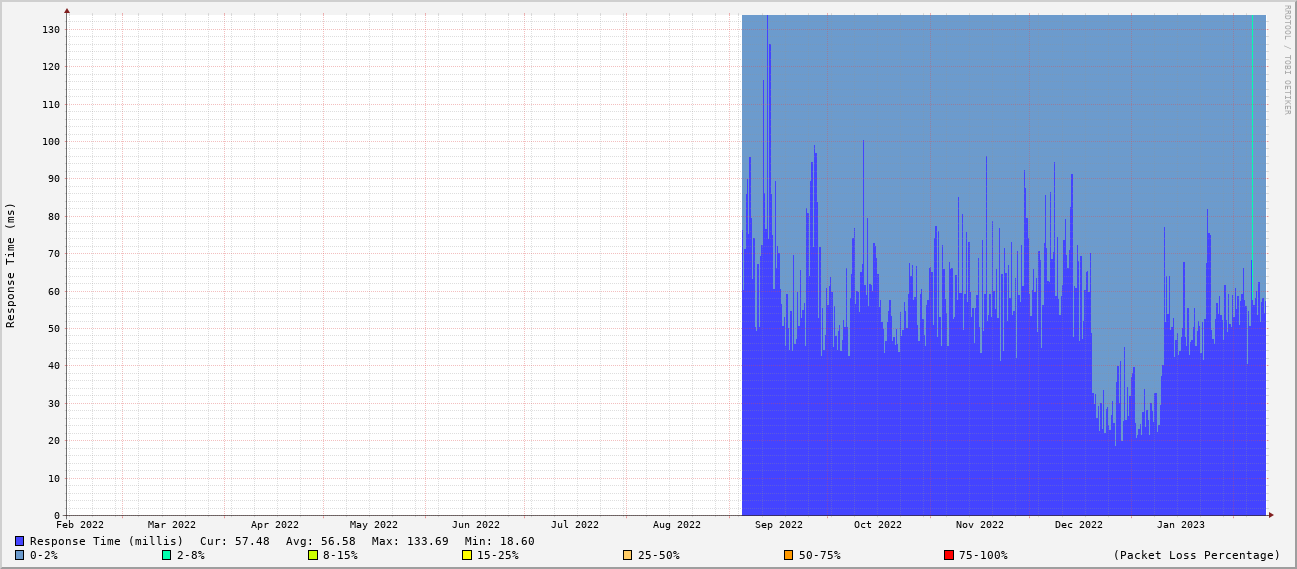 RRDTOOL / TOBI OETIKER
Response Time (ms)
130
120
110
100
90
80
70
60
50
40
30
20
10
0
Feb 2022 Mar 2022 Apr 2022 May 2022 Jun 2022 Jul 2022 Aug 2022 Sep 2022 Oct 2022 Nov 2022 Dec 2022 Jan 2023
Response Time (millis) Cur: 57.48 Avg: 56.58 Max: 133.69 Min: 18.60
0-2% 2-8% 8-15% 15-25% 25-50% 50-75% 75-100% (Packet Loss Percentage)